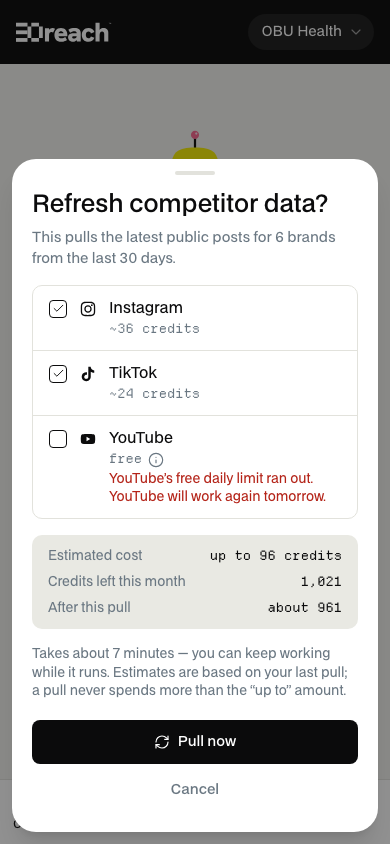 reach
OBU Health
Refresh competitor data?
This pulls the latest public posts for 6 brands
from the last 30 days.
Instagram
~36 credits
TikTok
~24 credits
YouTube
free
YouTube’s free daily limit ran out.
YouTube will work again tomorrow.
Estimated cost up to 96 credits
Credits left this month 1,021
After this pull about 961
Takes about 7 minutes — you can keep working
while it runs. Estimates are based on your last pull;
a pull never spends more than the “up to” amount.
Pull now
Cancel